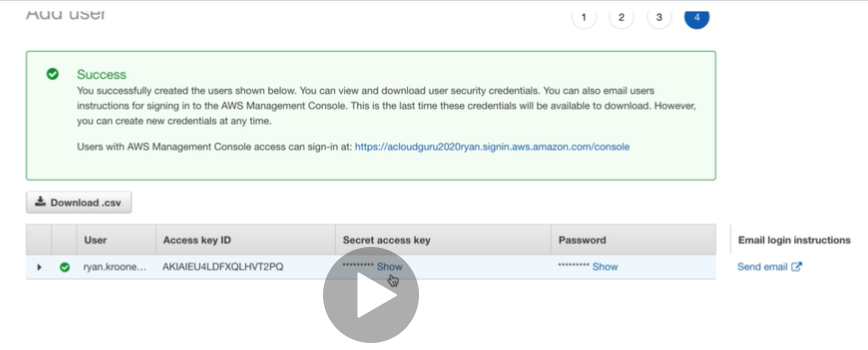 Add user
1 2 3 4
Success
You successfully created the users shown below. You can view and download user security credentials. You can also email users
instructions for signing in to the AWS Management Console. This is the last time these credentials will be available to download. However,
you can create new credentials at any time.
Users with AWS Management Console access can sign-in at: https://acloudguru2020ryan.signin.aws.amazon.com/console
Download .csv
User Access key ID Secret access key Password Email login instructions
ryan.kroone... AKIAIEU4LDFXQLHVT2PQ ********* Show ********* Show Send email